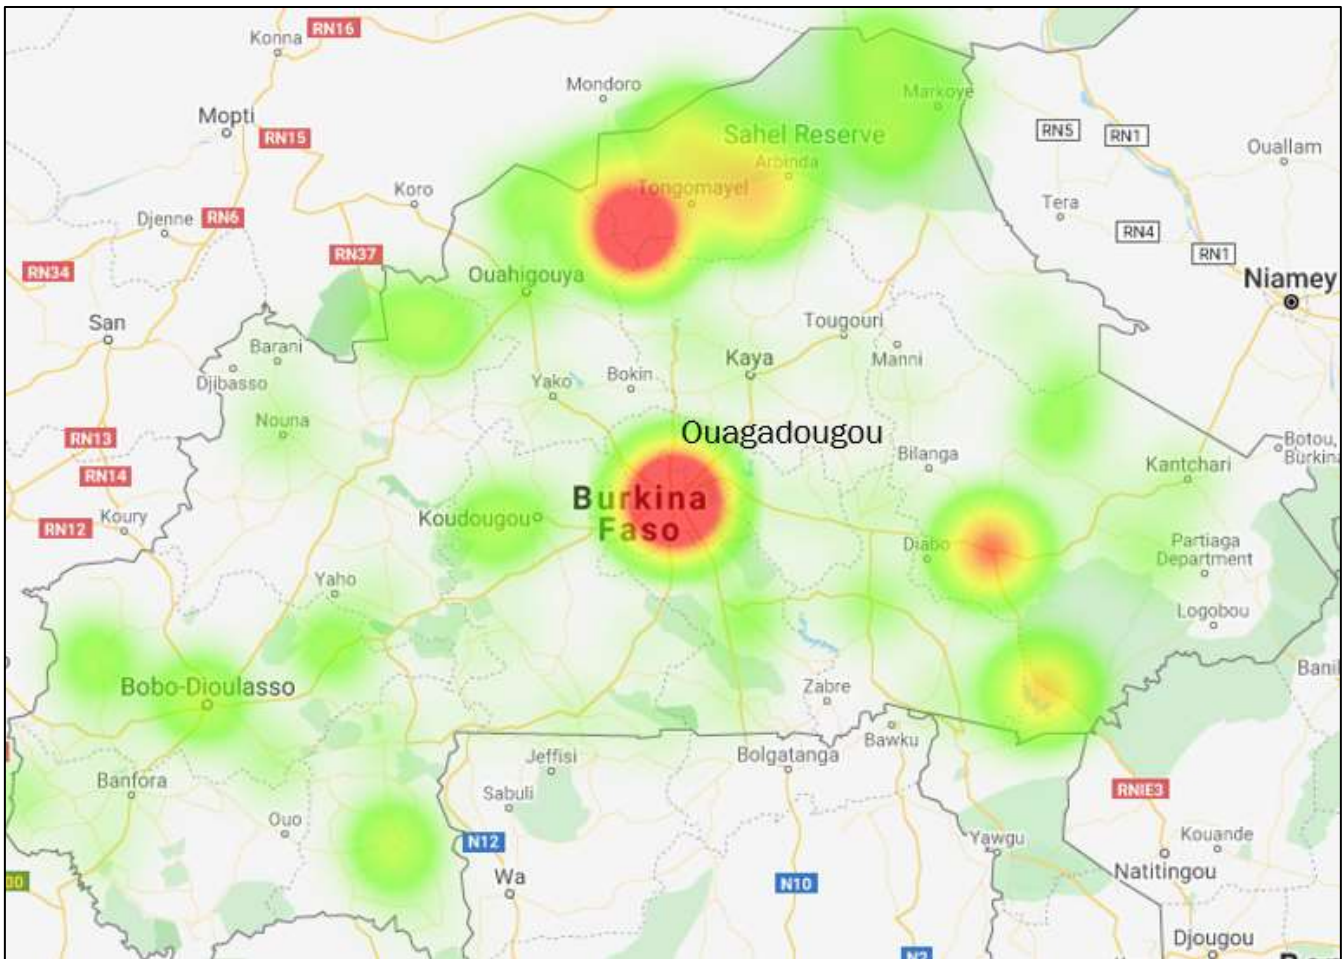 RN16
Konna
Mondoro
Markoye
Mopti
RN15
Sahel Reserve
RN5
RN1
Ouallam
Arbinda
Koro
Tongomayel
Tera
Djenne
RN6
RN4
RN37
RN1
RN34
Ouahigouya
Niamey
San
Tougouri
Barani
Kaya
Manni
Djibasso
Yako
Bokin
Nouna
RN13
Ouagadougou
Botou,
Burkin
Bilanga
Kantchari
RN14
Burkina
Faso
Koury
Koudougou
RN12
Diabo
Partiaga
Department
Yaho
Logobou
Bani
Bobo-Dioulasso
Zabre
Bawku
Jeffisi
Bolgatanga
Banfora
RNIE3
Sabuli
Ouo
N12
Yawgu
Kouande
Wa
Natitingou
N10
Djougou